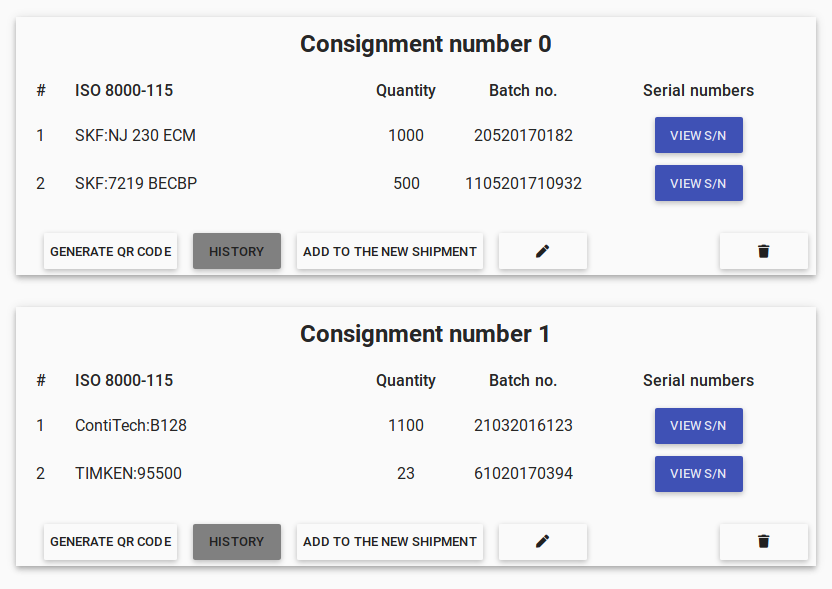 Consignment number 0
# ISO 8000-115 Quantity Batch no. Serial numbers
1 SKF:NJ 230 ECM 1000 20520170182 VIEW S/N
2 SKF:7219 BECBP 500 1105201710932 VIEW S/N
GENERATE QR CODE HISTORY ADD TO THE NEW SHIPMENT
Consignment number 1
# ISO 8000-115 Quantity Batch no. Serial numbers
1 ContiTech:B128 1100 21032016123 VIEW S/N
2 TIMKEN:95500 23 61020170394 VIEW S/N
GENERATE QR CODE HISTORY ADD TO THE NEW SHIPMENT